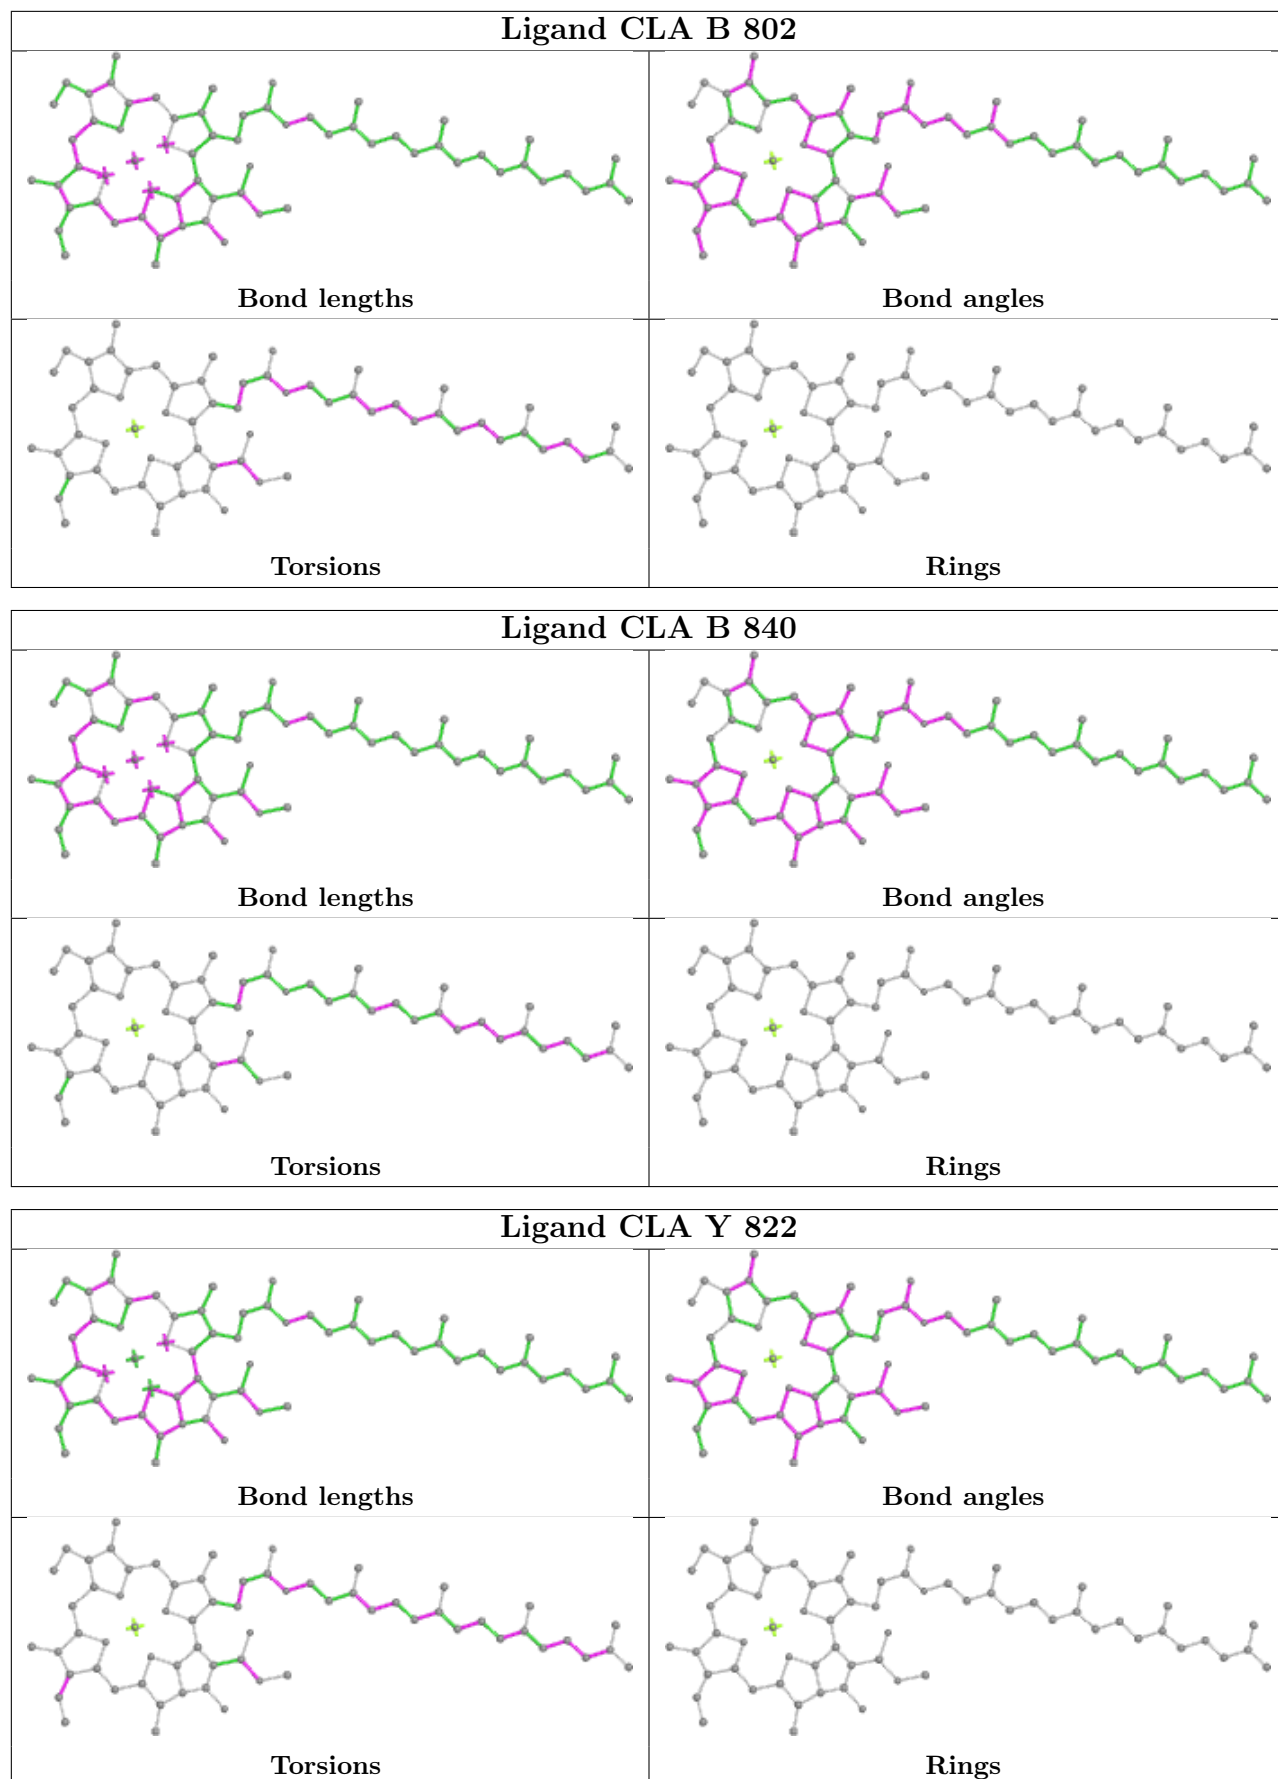 Ligand CLA B 802
Bond lengths
Bond angles
Torsions
Rings
Ligand CLA B 840
Bond lengths
Bond angles
Torsions
Rings
Ligand CLA Y 822
Bond lengths
Bond angles
Torsions
Rings